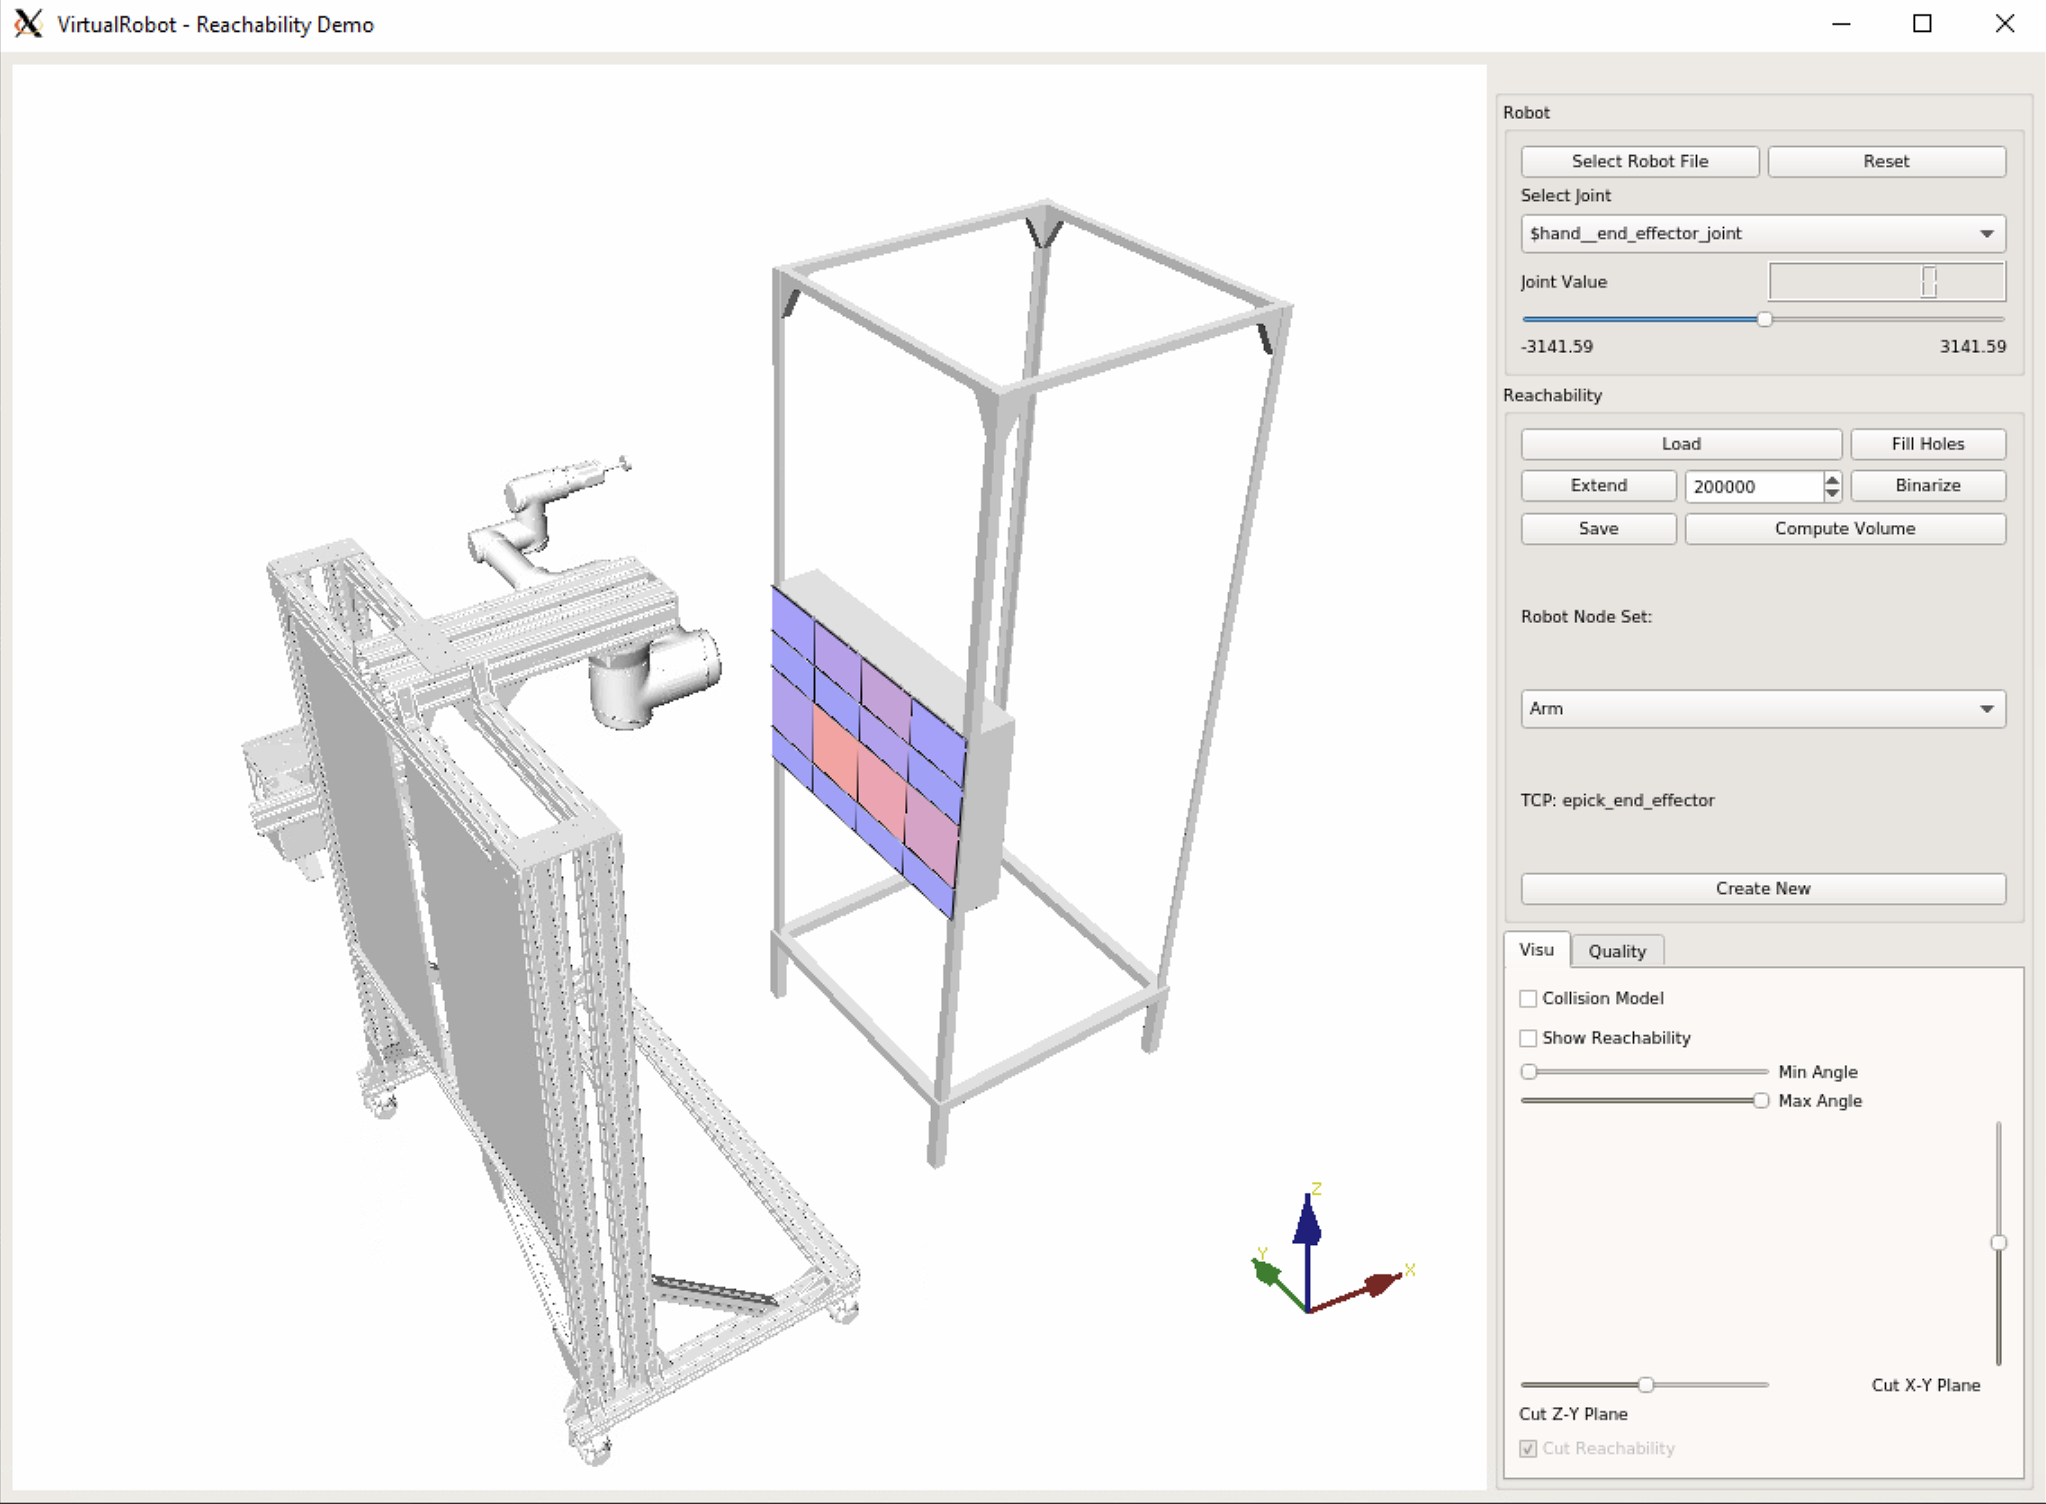 VirtualRobot - Reachability Demo
Robot
Select Robot File Reset
Select Joint
$hand__end_effector_joint
Joint Value
-3141.59 3141.59
Reachability
Load Fill Holes
Extend 200000 Binarize
Save Compute Volume
Robot Node Set:
Arm
TCP: epick_end_effector
Create New
Visu Quality
Collision Model
Show Reachability
Min Angle
Max Angle
Z
Y
X
Cut X-Y Plane
Cut Z-Y Plane
Cut Reachability